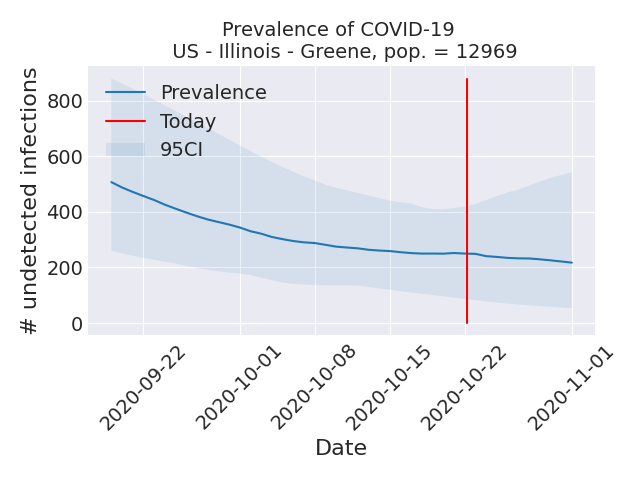 Prevalence of COVID-19
US - Illinois - Greene, pop. = 12969
# undetected infections
800
600
400
200
0
Prevalence
Today
95CI
2020-09-22
2020-10-01
2020-10-08
2020-10-15
2020-10-22
2020-11-01
Date